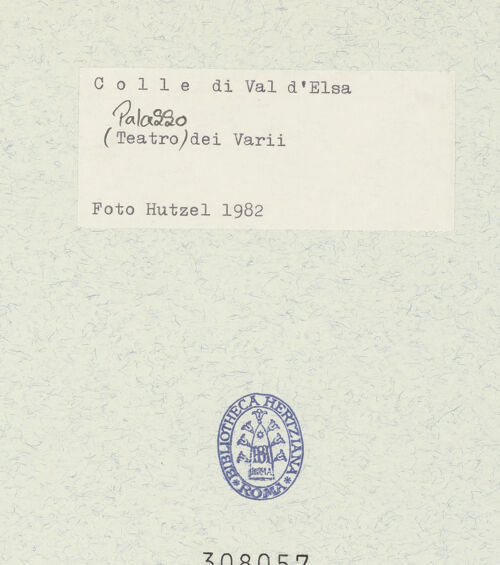 C o l l e di Val d'Elsa
Palazzo
(Teatro) dei Varii
Foto Hutzel 1982
BIBLIOTHECA HERTZIANA
* ROMA *
308057